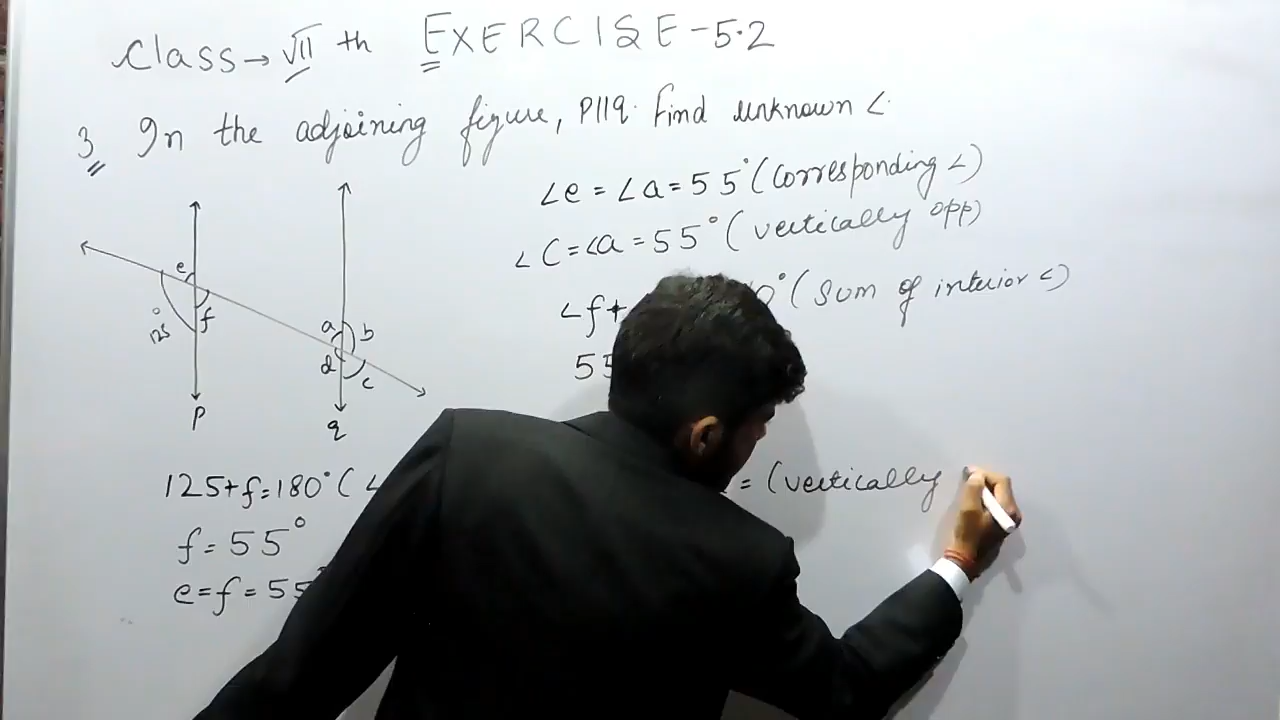 Class → VII th EXERCISE - 5.2
3 In the adjoining figure, P||q. Find unknown ∠.
∠e = ∠a = 55° (Corresponding ∠)
∠C = ∠a = 55° (vertically opp)
∠f+ 0° (Sum of interior ∠)
55
= (vertically
e
f
125°
a
b
d
c
P
q
125+f=180° (∠
f = 55°
e=f=55°